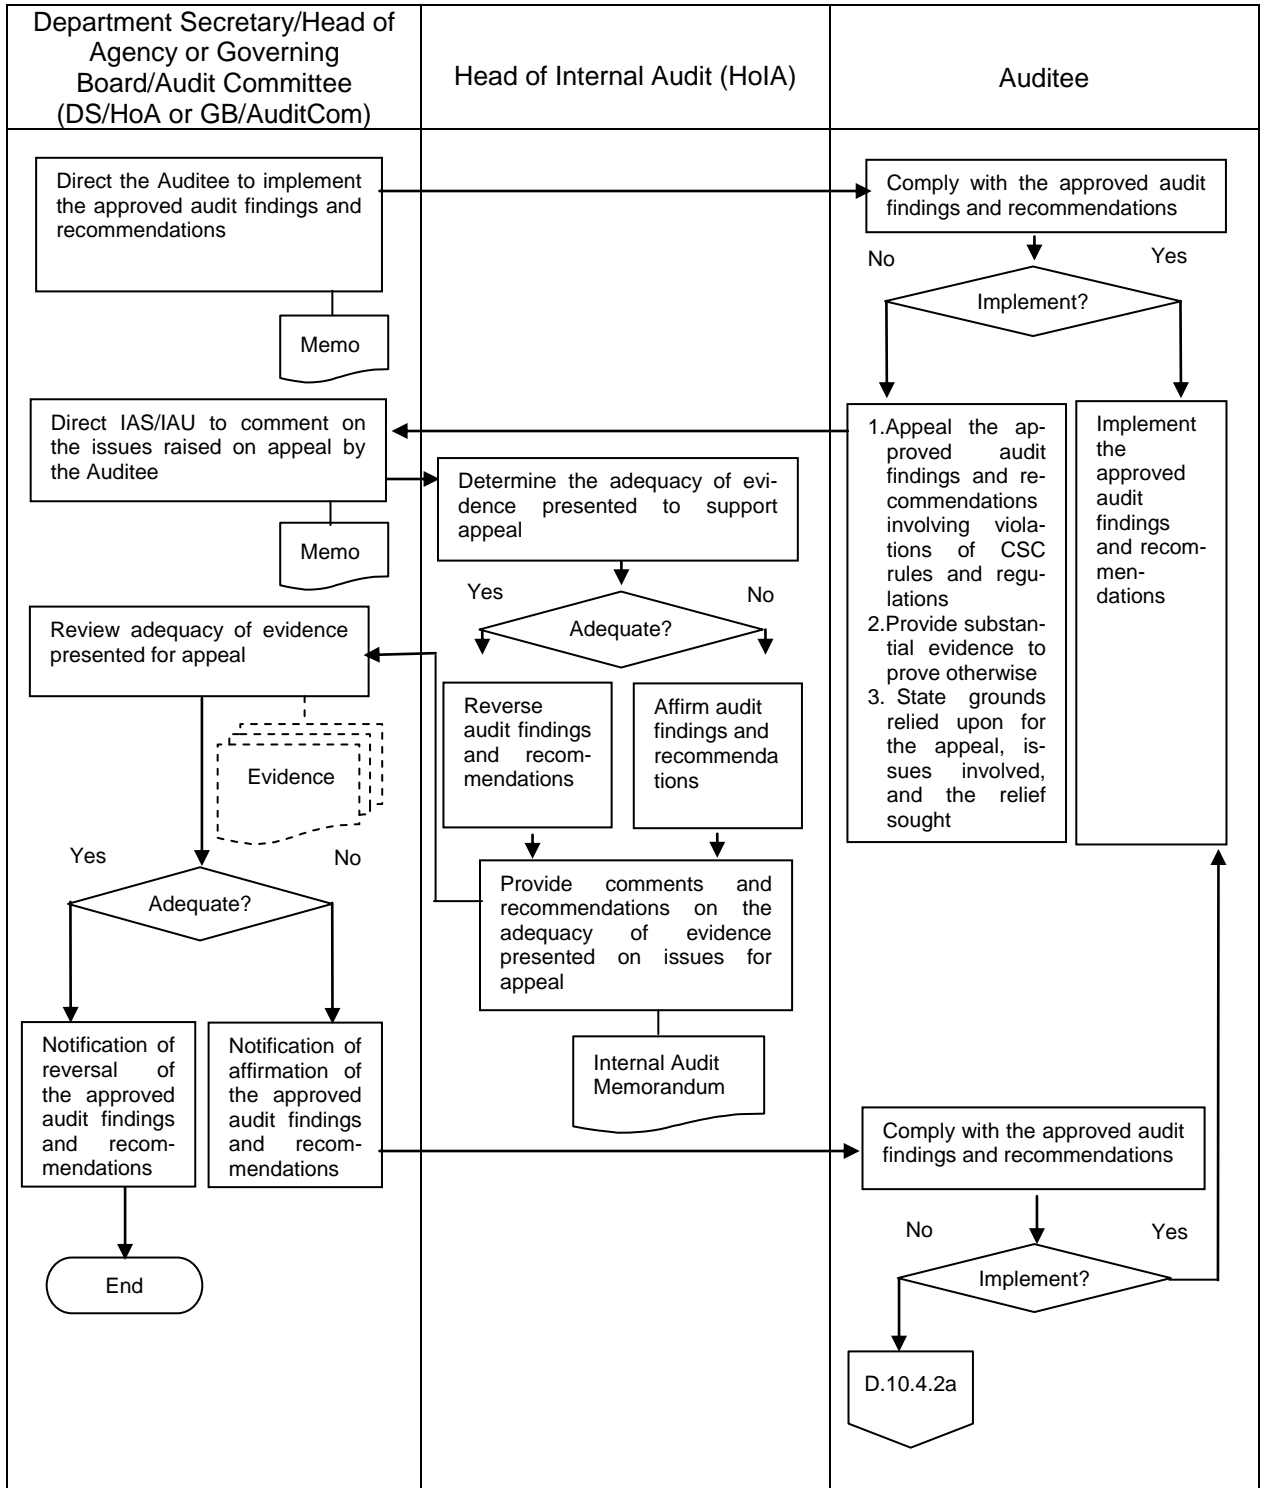 Department Secretary/Head of
Agency or Governing
Board/Audit Committee
(DS/HoA or GB/AuditCom)
Head of Internal Audit (HoIA)
Auditee
Direct the Auditee to implement
the approved audit findings and
recommendations
Memo
Comply with the approved audit
findings and recommendations
No
Yes
Implement?
Direct IAS/IAU to comment on
the issues raised on appeal by
the Auditee
Memo
Determine the adequacy of evi-
dence presented to support
appeal
Yes
No
Adequate?
1.Appeal the ap-
proved audit
findings and re-
commendations
involving viola-
tions of CSC
rules and regu-
lations
2.Provide substan-
tial evidence to
prove otherwise
3. State grounds
relied upon for
the appeal, is-
sues involved,
and the relief
sought
Implement
the
approved
audit
findings
and recom-
men-
dations
Review adequacy of evidence
presented for appeal
Evidence
Reverse
audit findings
and recom-
mendations
Affirm audit
findings and
recommenda
tions
Yes
No
Adequate?
Provide comments and
recommendations on the
adequacy of evidence
presented on issues for
appeal
Internal Audit
Memorandum
Notification of
reversal of
the approved
audit findings
and recom-
mendations
Notification of
affirmation of
the approved
audit findings
and recom-
mendations
End
Comply with the approved audit
findings and recommendations
No
Yes
Implement?
D.10.4.2a